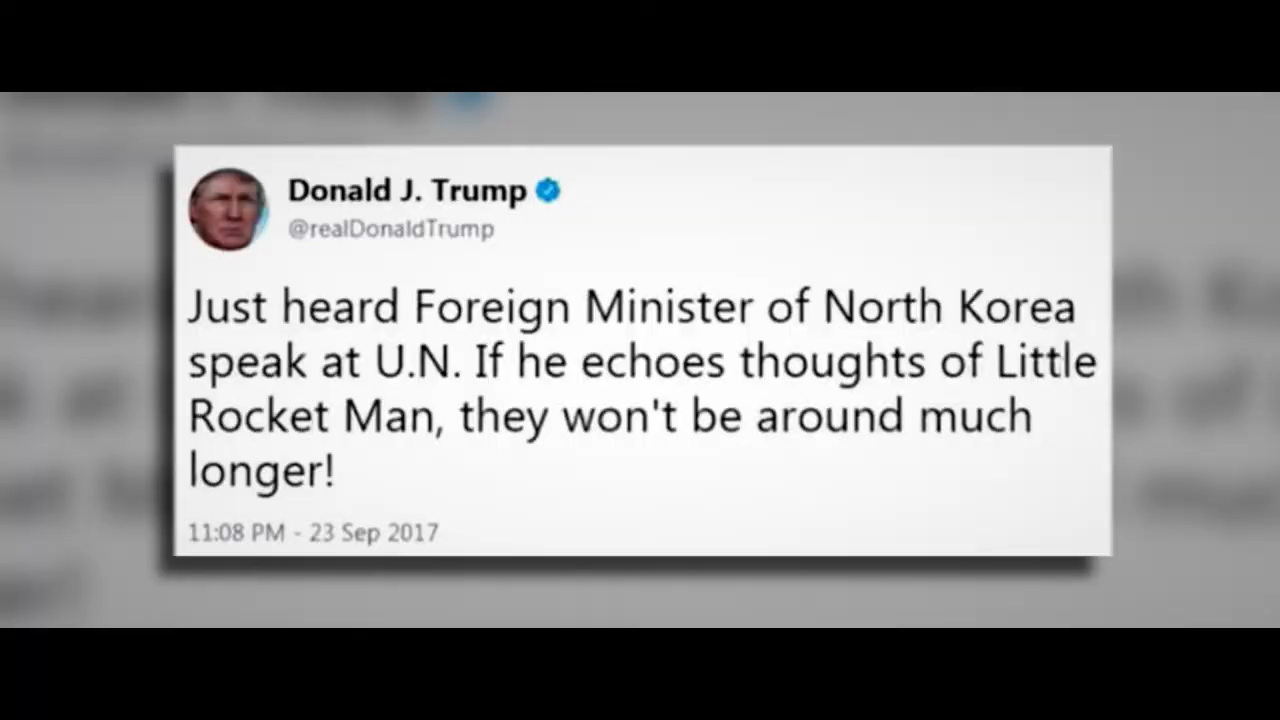 Donald J. Trump
@realDonaldTrump
Just heard Foreign Minister of North Korea
speak at U.N. If he echoes thoughts of Little
Rocket Man, they won't be around much
longer!
11:08 PM - 23 Sep 2017